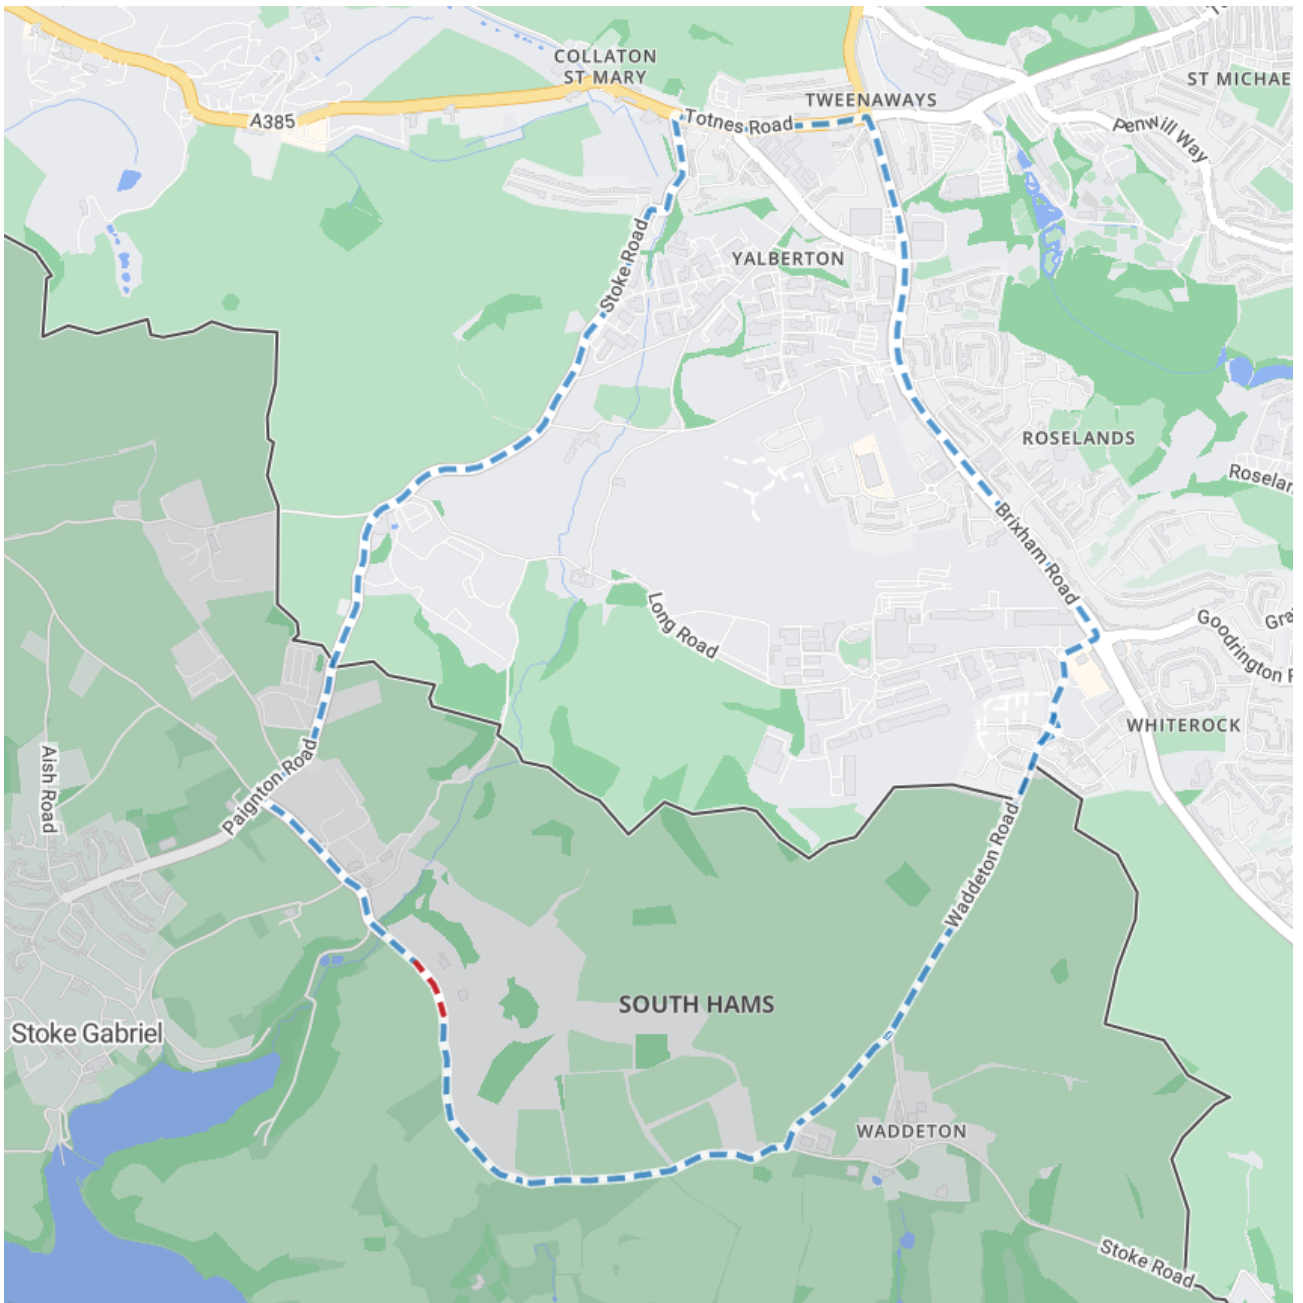 COLLATON
ST MARY
TWEENAWAYS
ST MICHAE
A385
Totnes Road
Penwill Way
Stoke Road
YALBERTON
ROSELANDS
Roselan
Brixham Road
Long Road
Goodrington R
Gra
WHITEROCK
Aish Road
Paignton Road
Waddeton Road
SOUTH HAMS
Stoke Gabriel
WADDETON
Stoke Road